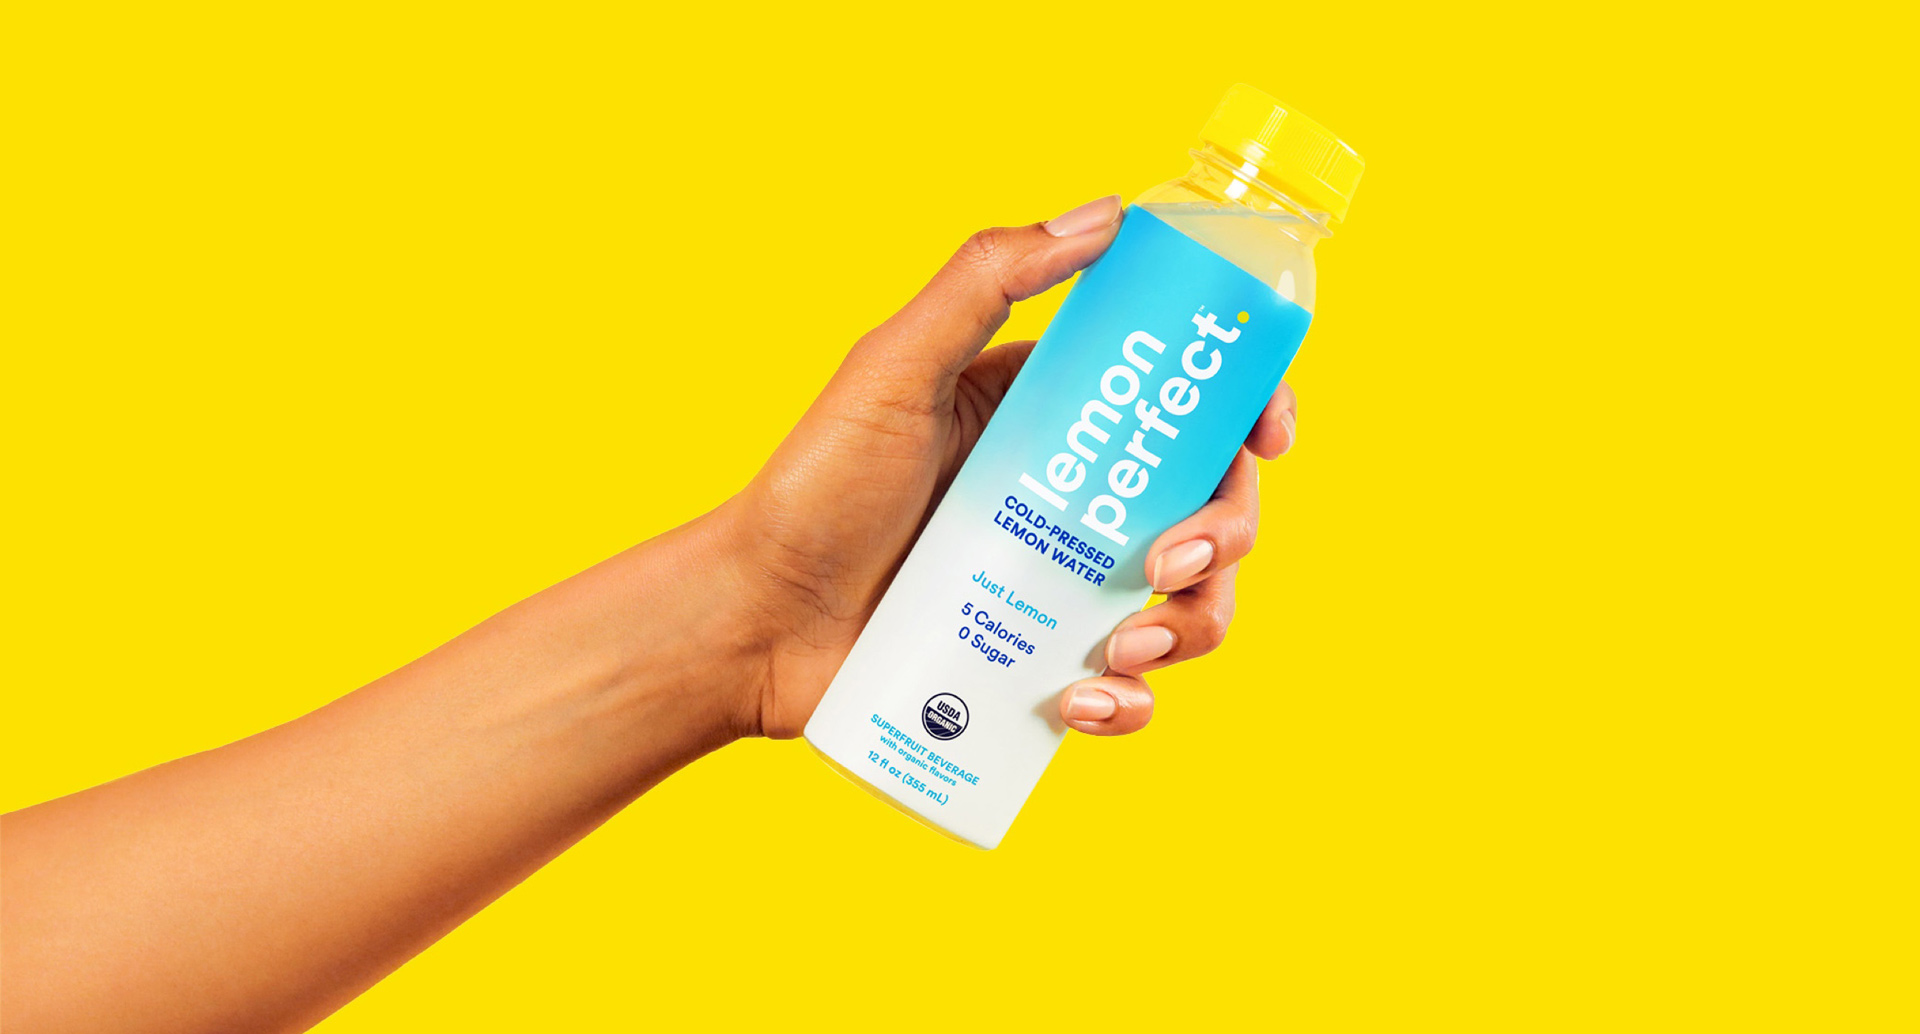 lemon
perfect.™
COLD-PRESSED
LEMON WATER
Just Lemon
5 Calories
0 Sugar
USDA
ORGANIC
SUPERFRUIT BEVERAGE
with organic flavors
12 fl oz (355 mL)